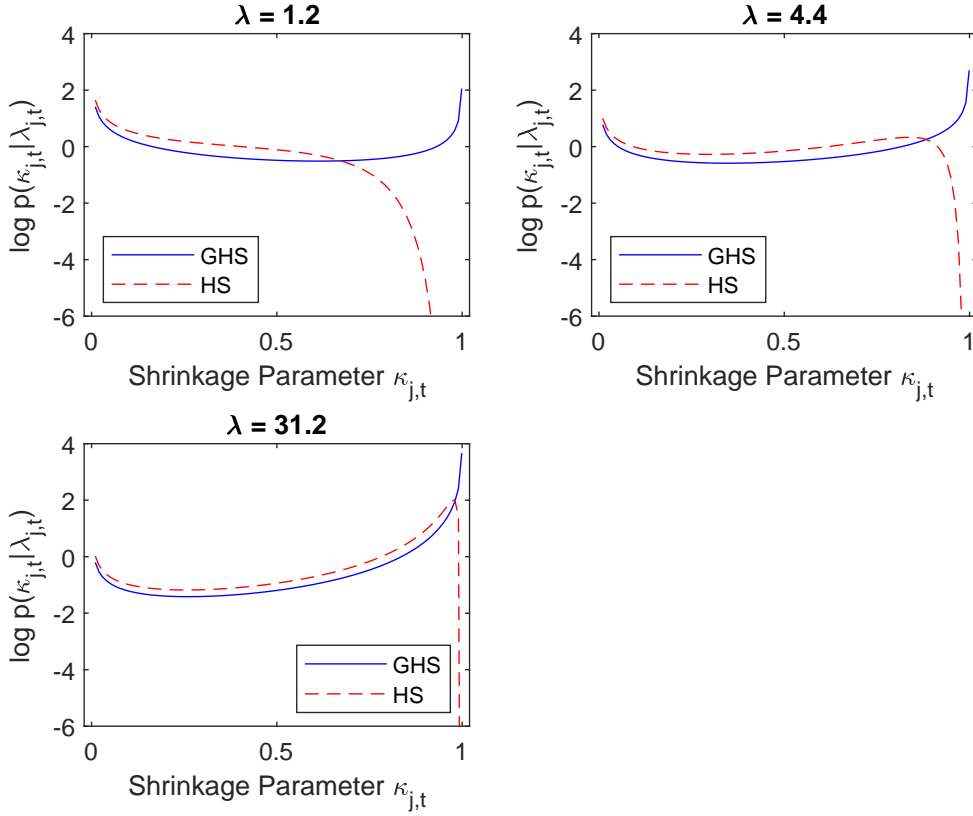 λ = 1.2
4
2
0
-2
-4
-6
log p(κj,t|λj,t)
GHS
HS
0
0.5
1
Shrinkage Parameter κj,t
λ = 4.4
4
2
0
-2
-4
-6
log p(κj,t|λj,t)
GHS
HS
0
0.5
1
Shrinkage Parameter κj,t
λ = 31.2
4
2
0
-2
-4
-6
log p(κj,t|λj,t)
GHS
HS
0
0.5
1
Shrinkage Parameter κj,t